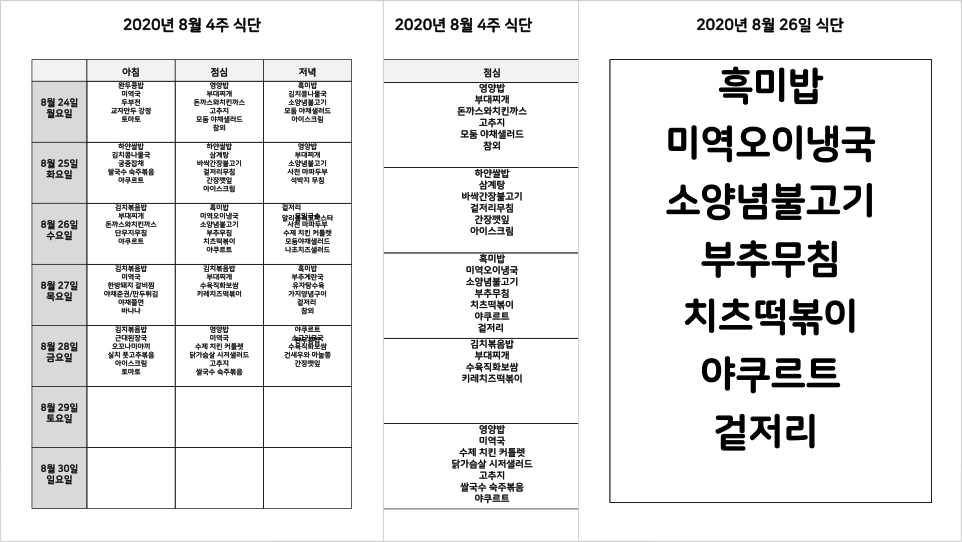 2020년 8월 4주 식단
아침 점심 저녁
8월 24일
월요일
완두콩밥
미역국
두부전
교자만두 강정
토마토
영양밥
부대찌개
돈까스와치킨까스
고추지
모둠 야채샐러드
참외
흑미밥
김치콩나물국
소양념불고기
모둠 야채샐러드
아이스크림
8월 25일
화요일
하얀쌀밥
김치콩나물국
궁중잡채
쌀국수 숙주볶음
야쿠르트
하얀쌀밥
삼계탕
바싹간장불고기
겉저리무침
간장깻잎
아이스크림
영양밥
부대찌개
소양념불고기
사천 마파두부
석박지 무침
8월 26일
수요일
김치볶음밥
부대찌개
돈까스와치킨까스
단무지무침
야쿠르트
흑미밥
미역오이냉국
소양념불고기
부추무침
치즈떡볶이
야쿠르트
겉저리
사천 마파두부
수제 치킨 커틀렛
모둠야채샐러드
나초치즈샐러드
8월 27일
목요일
김치볶음밥
미역국
한방돼지 갈비찜
야채춘권/만두튀김
야채쫄면
바나나
김치볶음밥
부대찌개
수육직화보쌈
키레치즈떡볶이
흑미밥
부추계란국
유자탕수육
가지양념구이
겉저리
참외
8월 28일
금요일
김치볶음밥
근대된장국
오꼬나미야끼
실치 풋고추볶음
아이스크림
토마토
영양밥
미역국
수제 치킨 커틀렛
닭가슴살 시저샐러드
고추지
쌀국수 숙주볶음
야쿠르트
수육직화보쌈
건새우와 마늘쫑
간장깻잎
8월 29일
토요일
8월 30일
일요일
2020년 8월 4주 식단
점심
영양밥
부대찌개
돈까스와치킨까스
고추지
모둠 야채샐러드
참외
하얀쌀밥
삼계탕
바싹간장불고기
겉저리무침
간장깻잎
아이스크림
흑미밥
미역오이냉국
소양념불고기
부추무침
치츠떡볶이
야쿠르트
겉저리
김치볶음밥
부대찌개
수육직화보쌈
키레치즈떡볶이
영양밥
미역국
수제 치킨 커틀렛
닭가슴살 시저샐러드
고추지
쌀국수 숙주볶음
야쿠르트
2020년 8월 26일 식단
흑미밥
미역오이냉국
소양념불고기
부추무침
치츠떡볶이
야쿠르트
겉저리